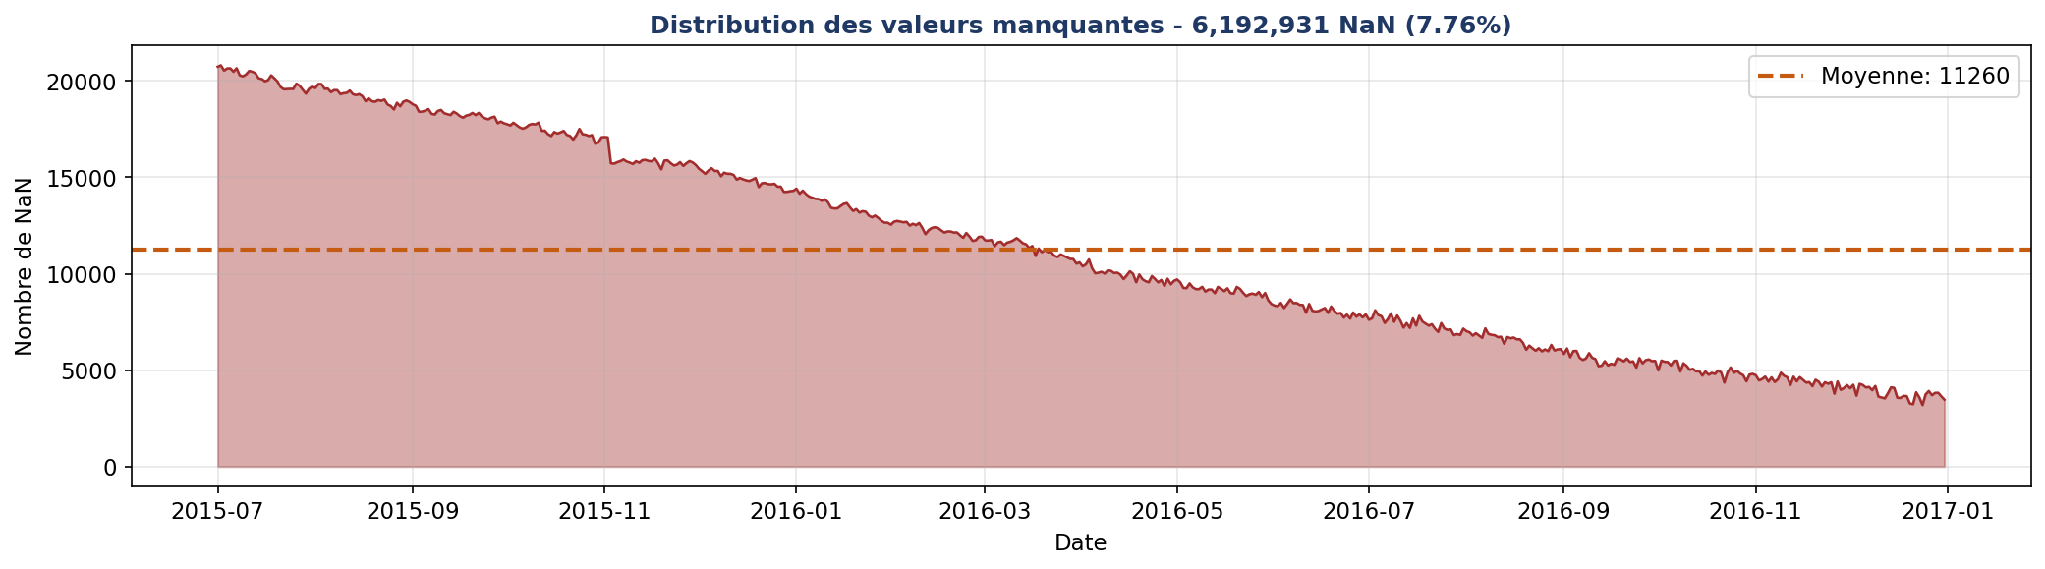 Distribution des valeurs manquantes - 6,192,931 NaN (7.76%)
Moyenne: 11260
Nombre de NaN
20000
15000
10000
5000
0
2015-07 2015-09 2015-11 2016-01 2016-03 2016-05 2016-07 2016-09 2016-11 2017-01
Date